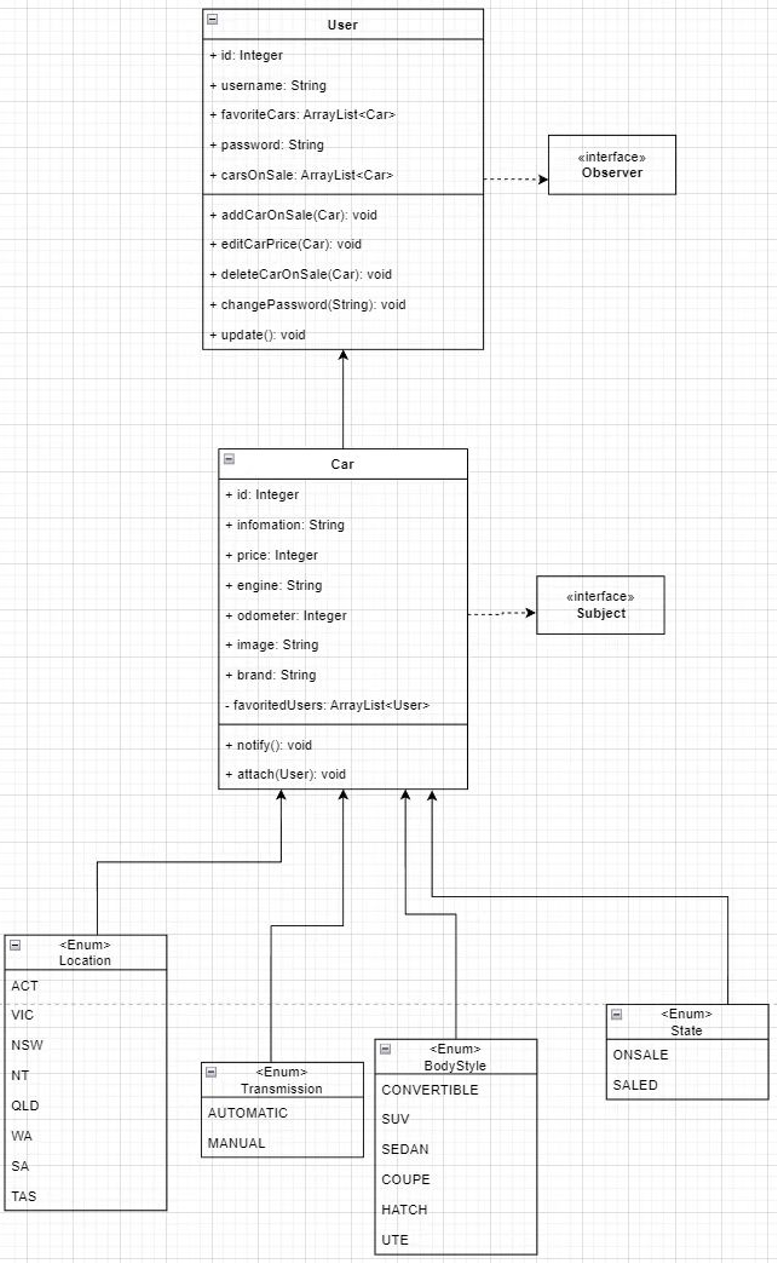 User
+ id: Integer
+ username: String
+ favoriteCars: ArrayList<Car>
+ password: String
+ carsOnSale: ArrayList<Car>
+ addCarOnSale(Car): void
+ editCarPrice(Car): void
+ deleteCarOnSale(Car): void
+ changePassword(String): void
+ update(): void
«interface»
Observer
Car
+ id: Integer
+ infomation: String
+ price: Integer
+ engine: String
+ odometer: Integer
+ image: String
+ brand: String
- favoritedUsers: ArrayList<User>
+ notify(): void
+ attach(User): void
«interface»
Subject
<Enum>
Location
ACT
VIC
NSW
NT
QLD
WA
SA
TAS
<Enum>
Transmission
AUTOMATIC
MANUAL
<Enum>
BodyStyle
CONVERTIBLE
SUV
SEDAN
COUPE
HATCH
UTE
<Enum>
State
ONSALE
SALED